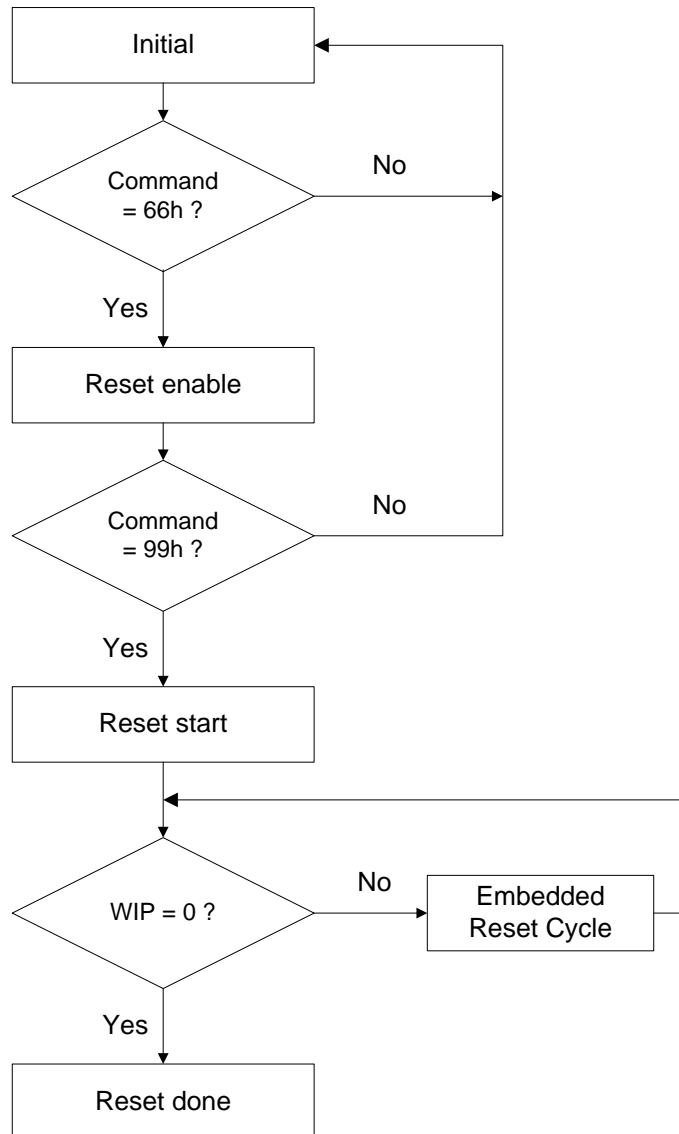 Initial
Command
= 66h ?
No
Yes
Reset enable
Command
= 99h ?
No
Yes
Reset start
WIP = 0 ?
No
Embedded
Reset Cycle
Yes
Reset done